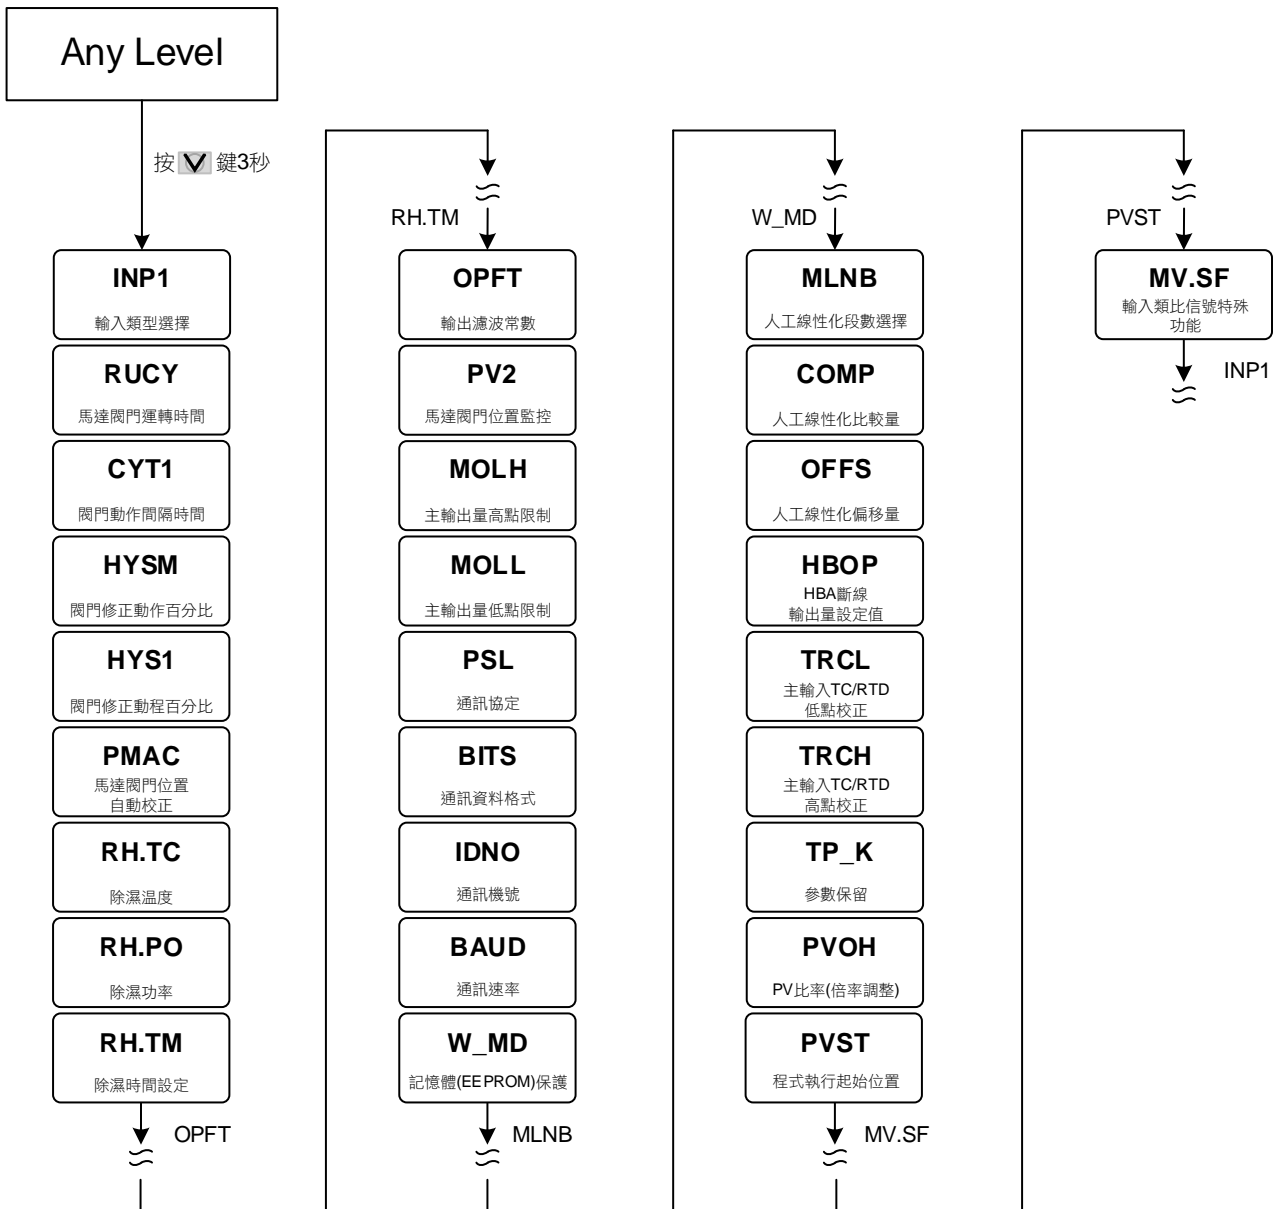 Any Level
按 鍵3秒
INP1
輸入類型選擇
RUCY
馬達閥門運轉時間
CYT1
閥門動作間隔時間
HYSM
閥門修正動作百分比
HYS1
閥門修正動程百分比
PMAC
馬達閥門位置
自動校正
RH.TC
除濕溫度
RH.PO
除濕功率
RH.TM
除濕時間設定
OPFT
RH.TM
OPFT
輸出濾波常數
PV2
馬達閥門位置監控
MOLH
主輸出量高點限制
MOLL
主輸出量低點限制
PSL
通訊協定
BITS
通訊資料格式
IDNO
通訊機號
BAUD
通訊速率
W_MD
記憶體(EEPROM)保護
MLNB
W_MD
MLNB
人工線性化段數選擇
COMP
人工線性化比較量
OFFS
人工線性化偏移量
HBOP
HBA斷線
輸出量設定值
TRCL
主輸入TC/RTD
低點校正
TRCH
主輸入TC/RTD
高點校正
TP_K
參數保留
PVOH
PV比率(倍率調整)
PVST
程式執行起始位置
MV.SF
PVST
MV.SF
輸入類比信號特殊
功能
INP1